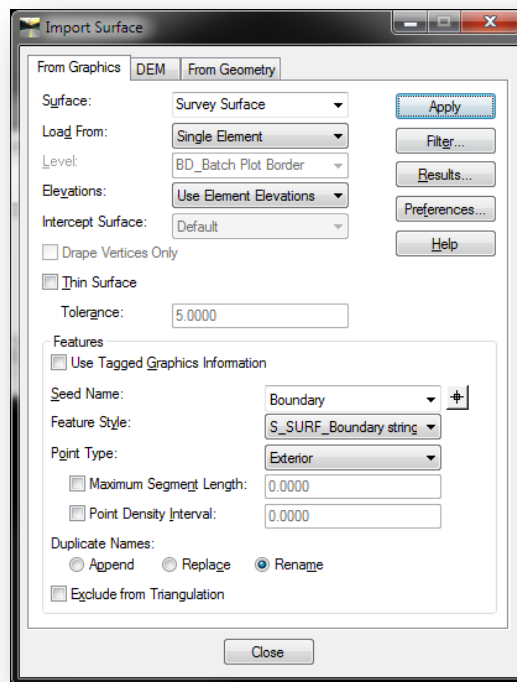 Import Surface
From Graphics DEM From Geometry
Surface: Survey Surface Apply
Load From: Single Element Filter...
Level: BD_Batch Plot Border Results...
Elevations: Use Element Elevations Preferences...
Intercept Surface: Default Help
Drape Vertices Only
Thin Surface
Tolerance: 5.0000
Features
Use Tagged Graphics Information
Seed Name: Boundary
Feature Style: S_SURF_Boundary string
Point Type: Exterior
Maximum Segment Length: 0.0000
Point Density Interval: 0.0000
Duplicate Names:
Append Replace Rename
Exclude from Triangulation
Close